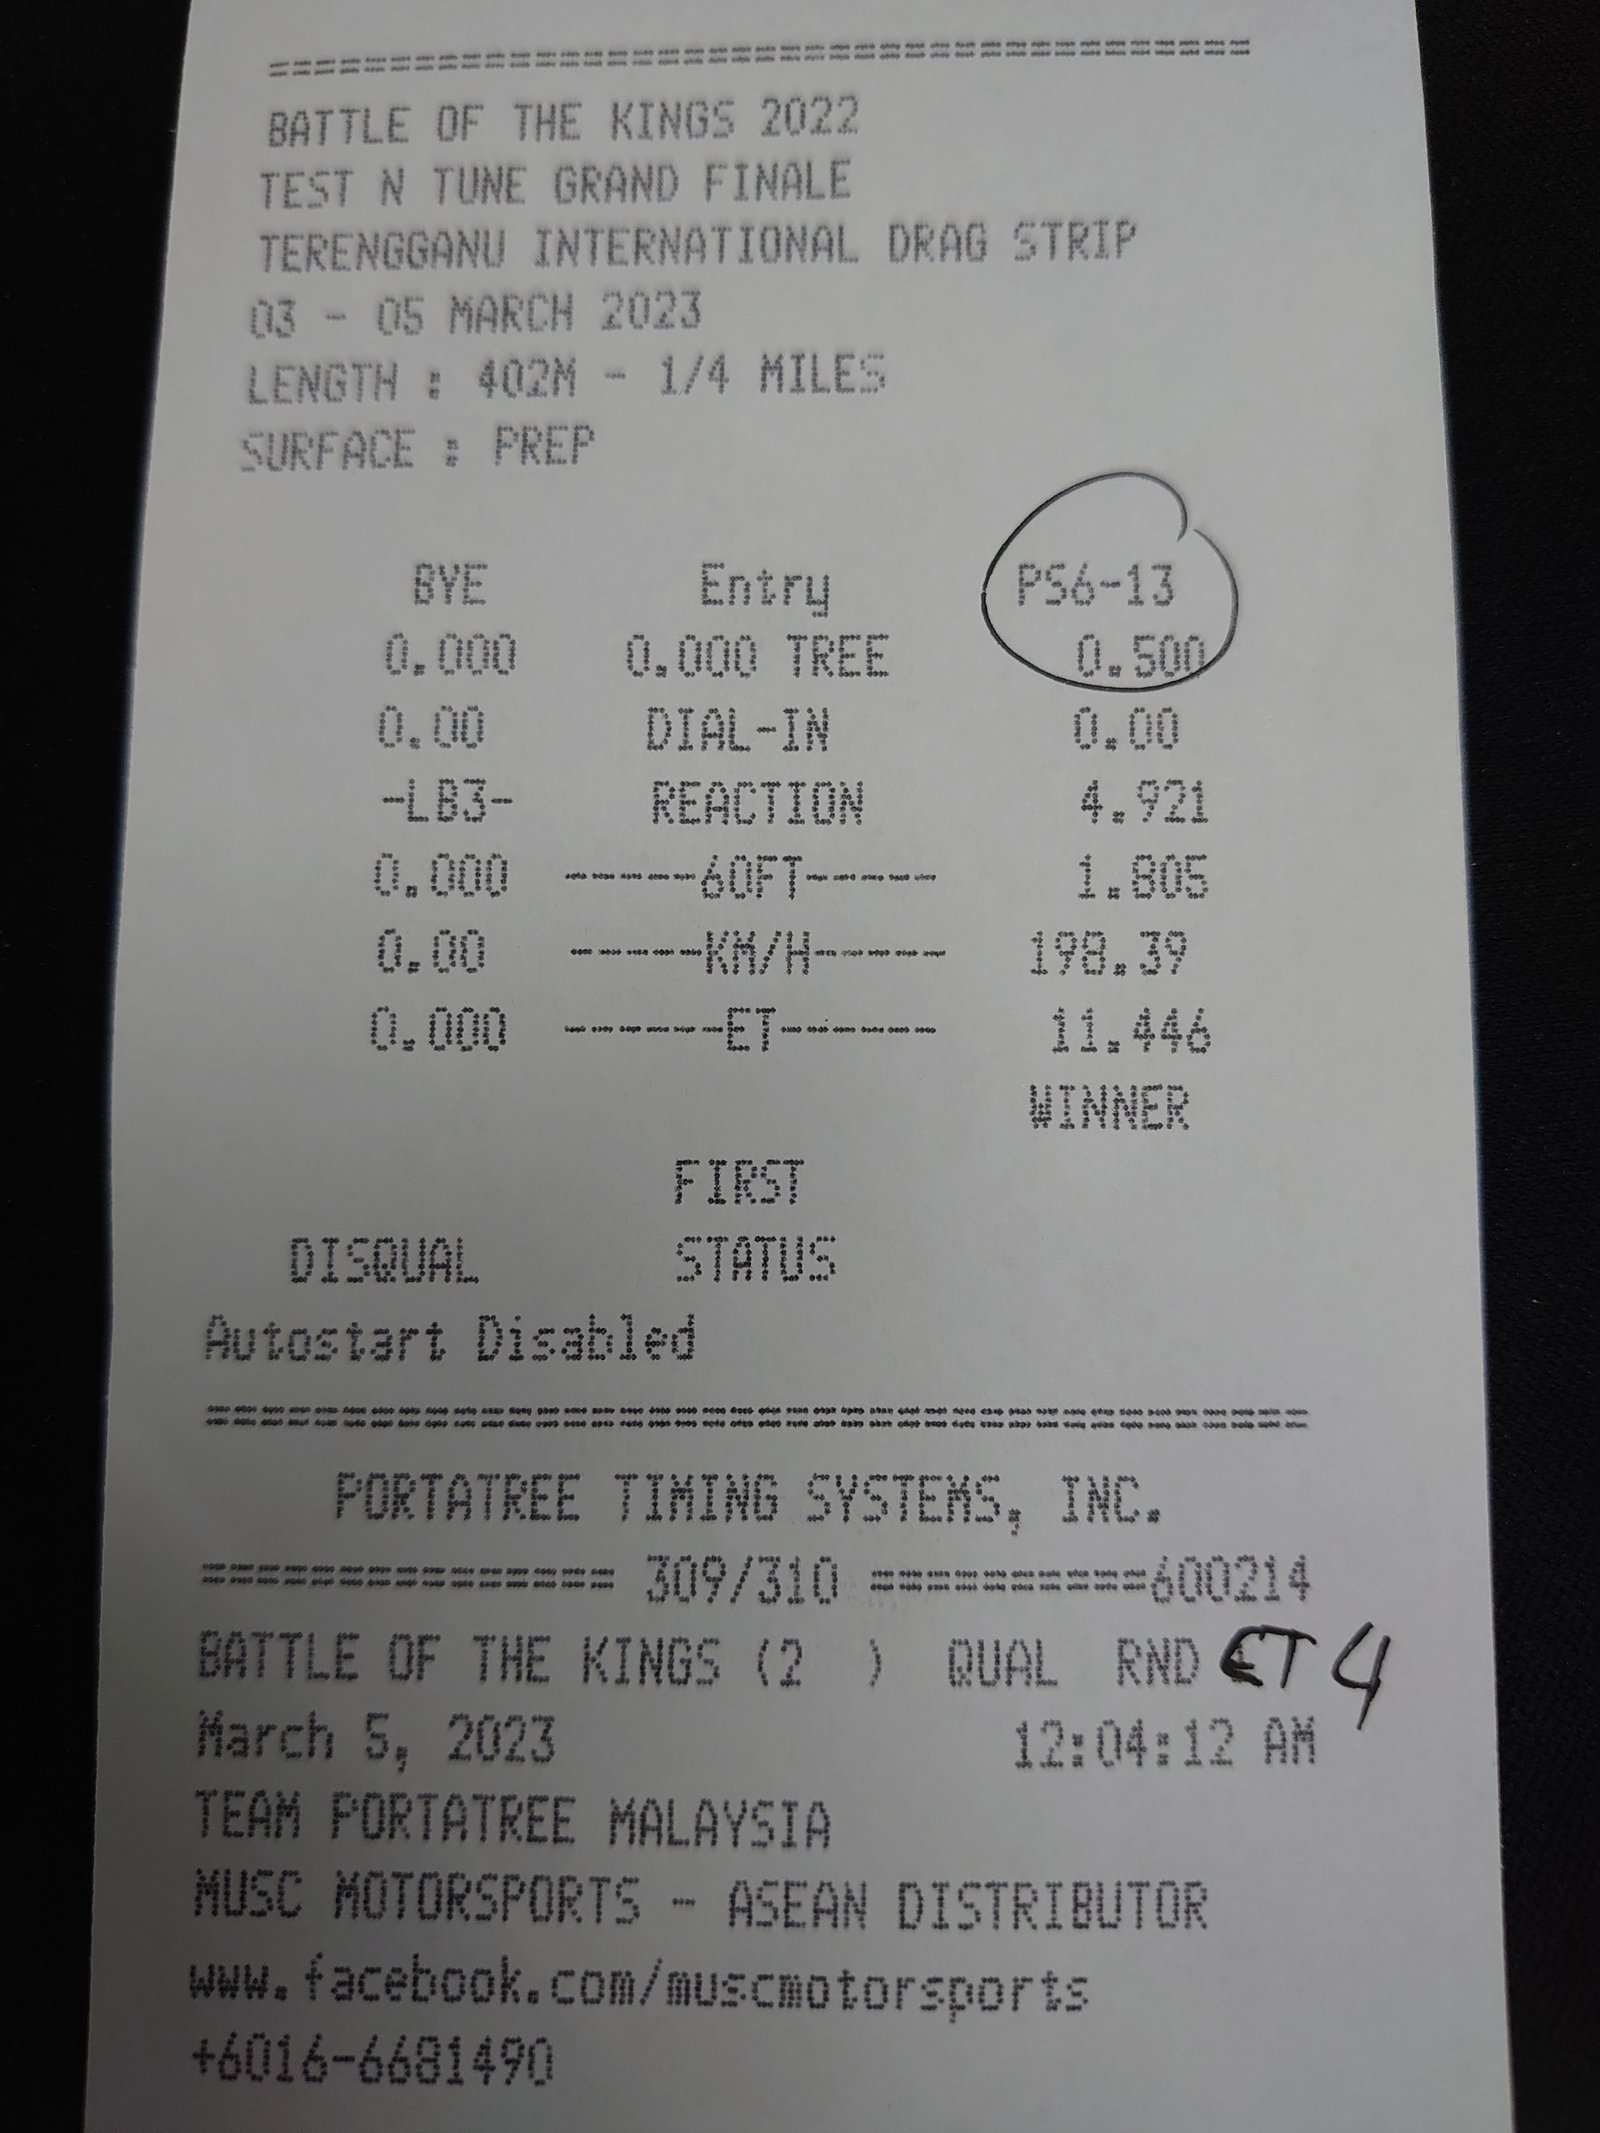 ========================================
BATTLE OF THE KINGS 2022
TEST N TUNE GRAND FINALE
TERENGGANU INTERNATIONAL DRAG STRIP
03 - 05 MARCH 2023
LENGTH : 402M - 1/4 MILES
SURFACE : PREP
BYE Entry PS6-13
0.000 0.000 TREE 0.500
0.00 DIAL-IN 0.00
-LB3- REACTION 4.921
0.000 -----60FT----- 1.805
0.00 -----KM/H----- 198.39
0.000 ------ET------ 11.446
WINNER
FIRST
DISQUAL STATUS
Autostart Disabled
========================================
PORTATREE TIMING SYSTEMS, INC.
=============== 309/310 ==========600214
BATTLE OF THE KINGS (2 ) QUAL RND ET 4
March 5, 2023 12:04:12 AM
TEAM PORTATREE MALAYSIA
MUSC MOTORSPORTS - ASEAN DISTRIBUTOR
www.facebook.com/muscmotorsports
+6016-6681490